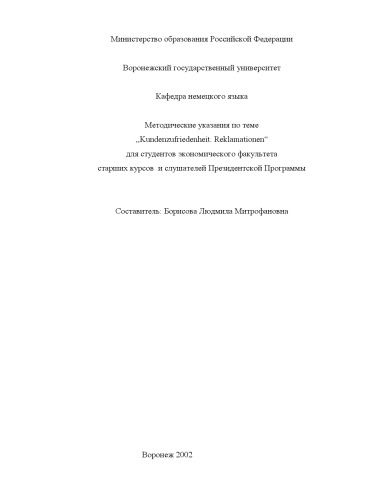 Министерство образования Российской Федерации
Воронежский государственный университет
Кафедра немецкого языка
Методические указания по теме
„Kundenzufriedenheit. Reklamationen“
для студентов экономического факультета
старших курсов и слушателей Президентской Программы
Составитель: Борисова Людмила Митрофановна
Воронеж 2002